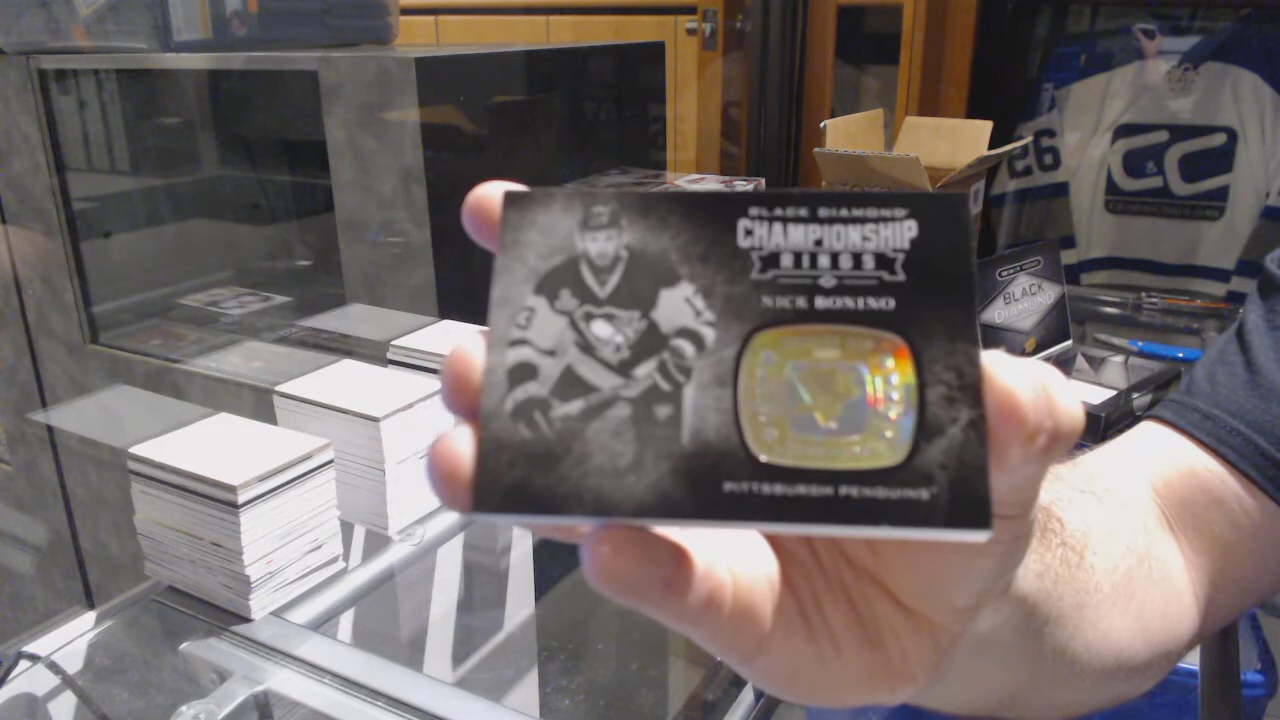 BLACK DIAMOND
CHAMPIONSHIP
RINGS
NICK BONINO
PITTSBURGH PENGUINS
BLACK
DIAMOND
26
C&C